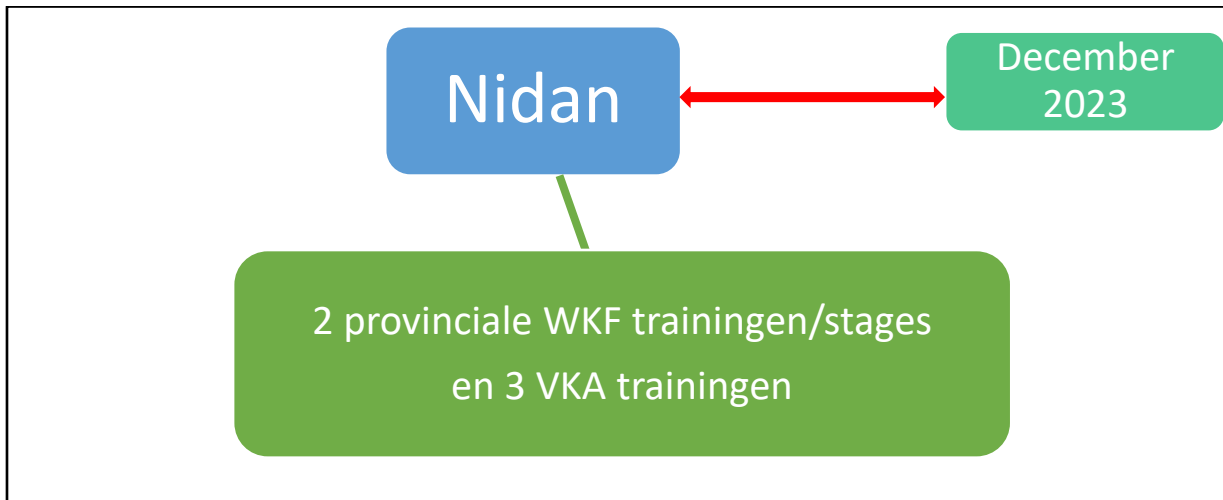 Nidan
December
2023
2 provinciale WKF trainingen/stages
en 3 VKA trainingen